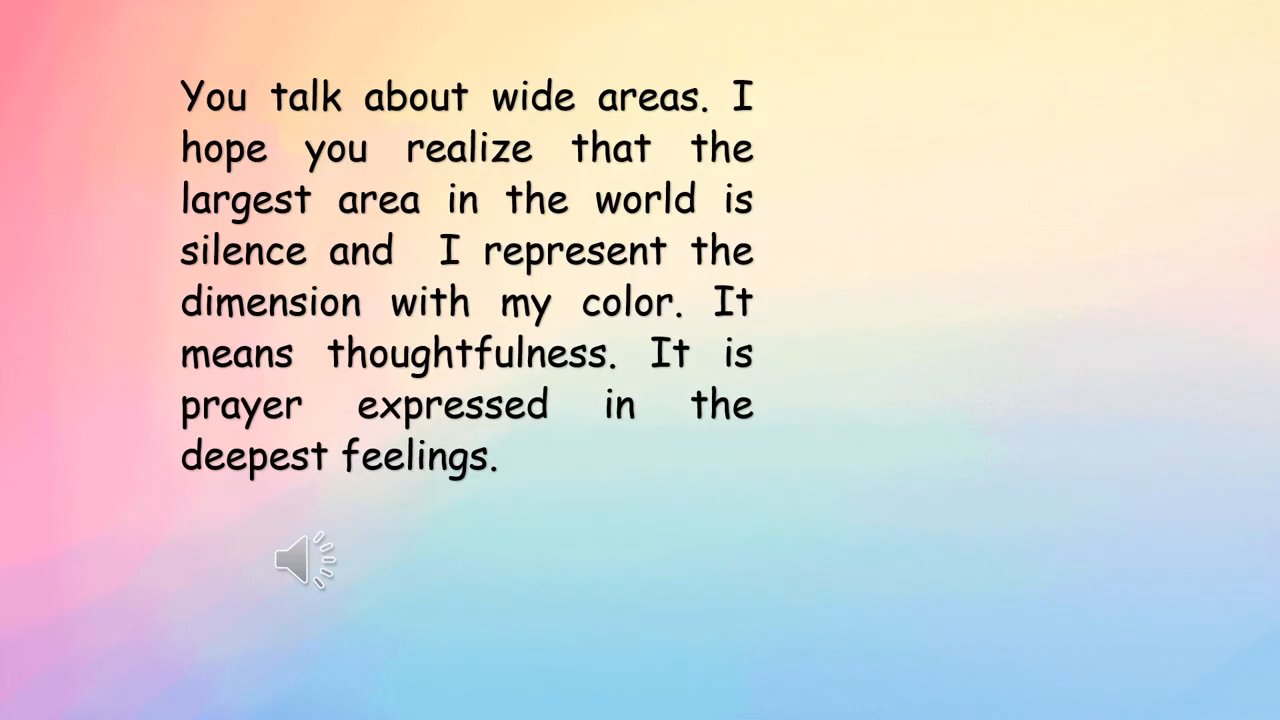 You talk about wide areas. I
hope you realize that the
largest area in the world is
silence and  I represent the
dimension with my color. It
means thoughtfulness. It is
prayer expressed in the
deepest feelings.